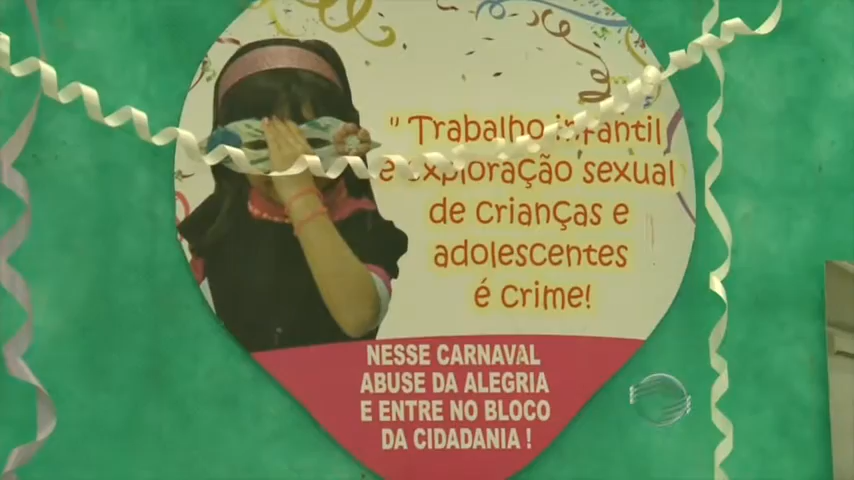 " Trabalho infantil
e exploração sexual
de crianças e
adolescentes
é crime!
NESSE CARNAVAL
ABUSE DA ALEGRIA
E ENTRE NO BLOCO
DA CIDADANIA !